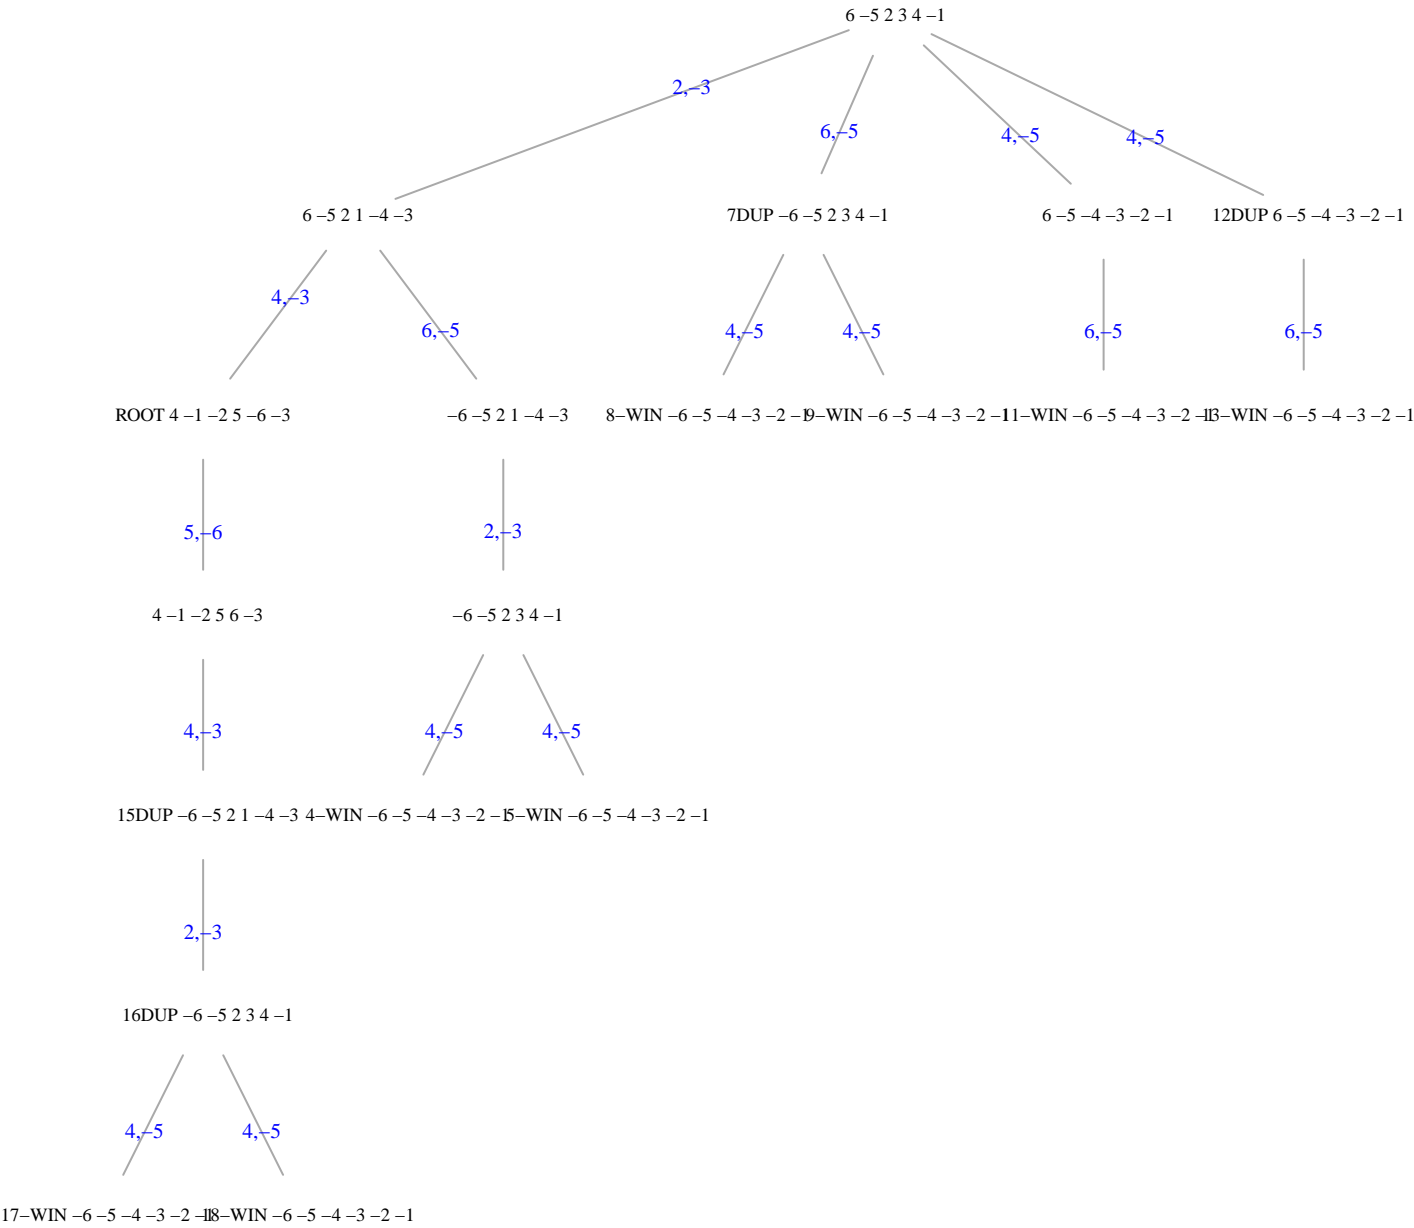 6 –5 2 3 4 –1
2,–3
6,–5
4,–5
4,–5
6 –5 2 1 –4 –3
7DUP –6 –5 2 3 4 –1
6 –5 –4 –3 –2 –1
12DUP 6 –5 –4 –3 –2 –1
4,–3
6,–5
4,–5
4,–5
6,–5
6,–5
ROOT 4 –1 –2 5 –6 –3
–6 –5 2 1 –4 –3
8–WIN –6 –5 –4 –3 –2 –1
9–WIN –6 –5 –4 –3 –2 –1
11–WIN –6 –5 –4 –3 –2 –1
13–WIN –6 –5 –4 –3 –2 –1
5,–6
2,–3
4 –1 –2 5 6 –3
–6 –5 2 3 4 –1
4,–3
4,–5
4,–5
15DUP –6 –5 2 1 –4 –3
4–WIN –6 –5 –4 –3 –2 –1
5–WIN –6 –5 –4 –3 –2 –1
2,–3
16DUP –6 –5 2 3 4 –1
4,–5
4,–5
17–WIN –6 –5 –4 –3 –2 –1
18–WIN –6 –5 –4 –3 –2 –1